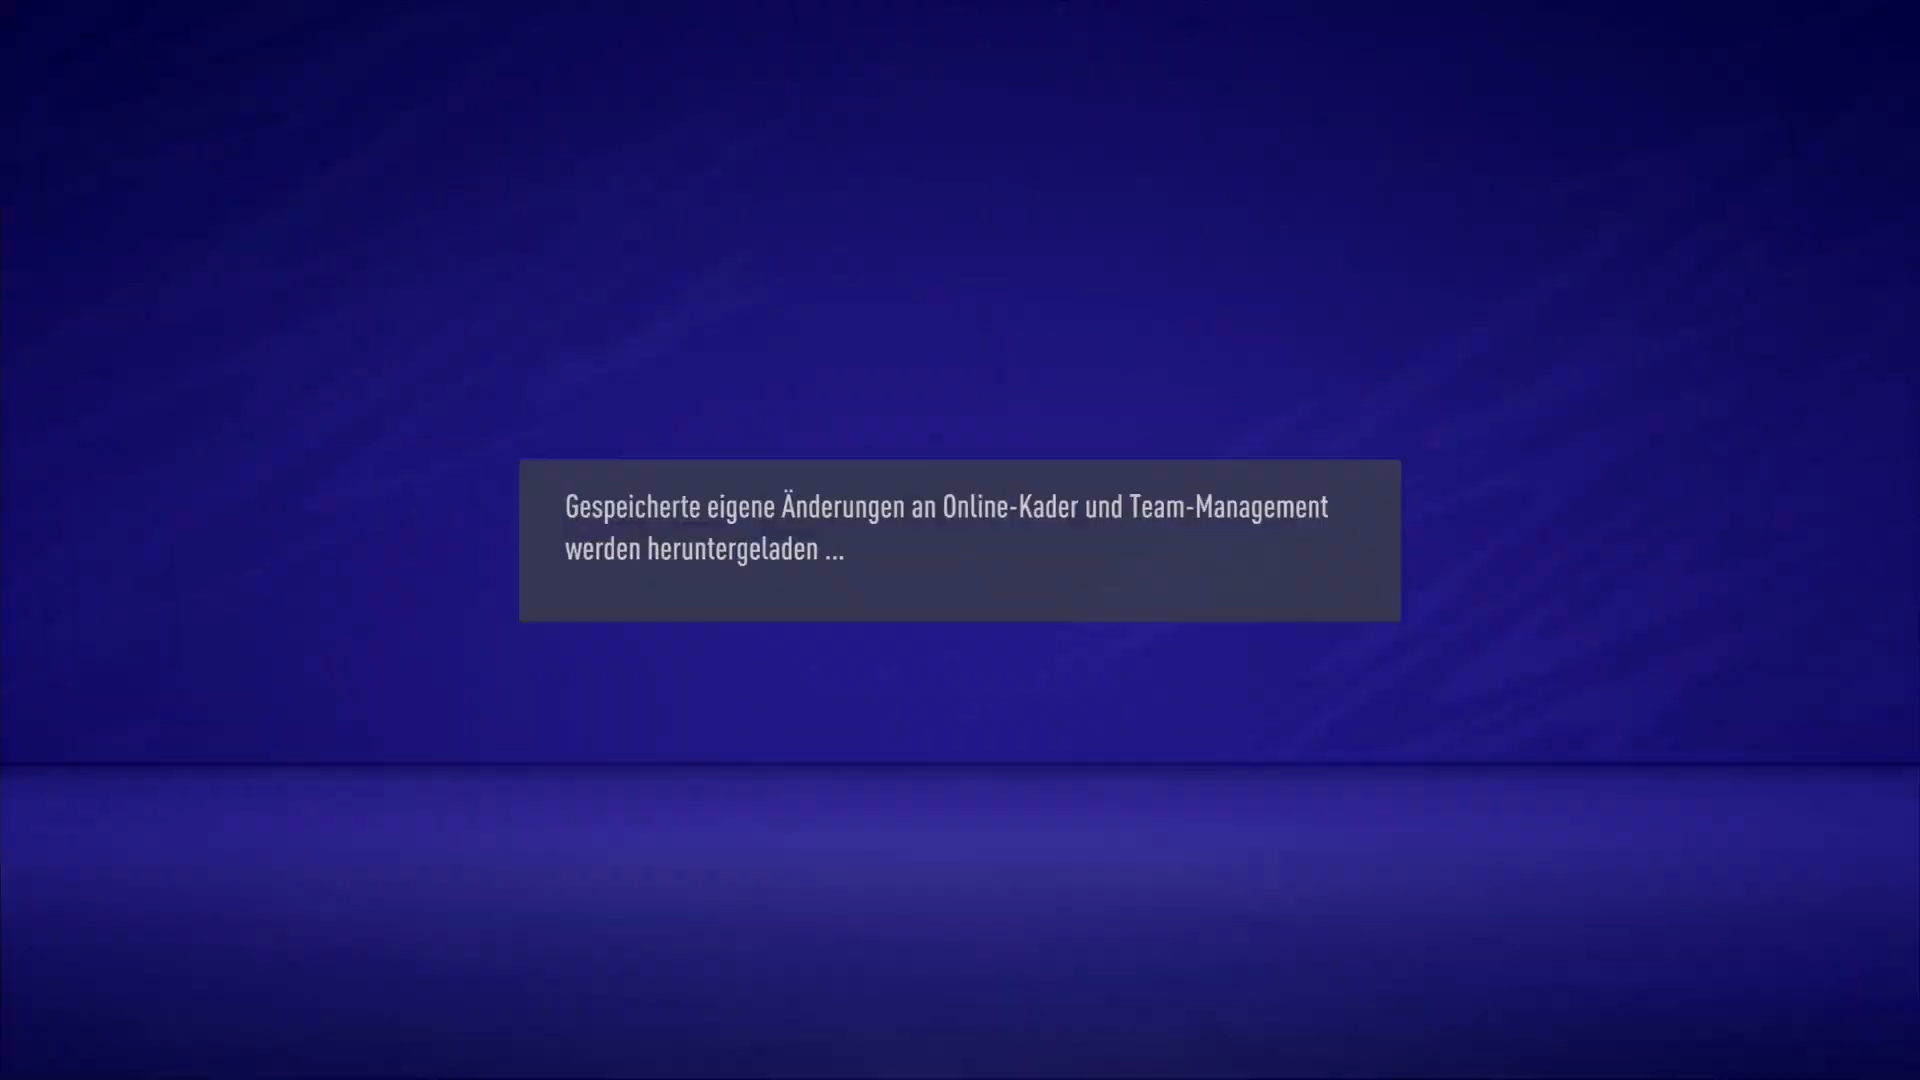 Gespeicherte eigene Änderungen an Online-Kader und Team-Management
werden heruntergeladen ...